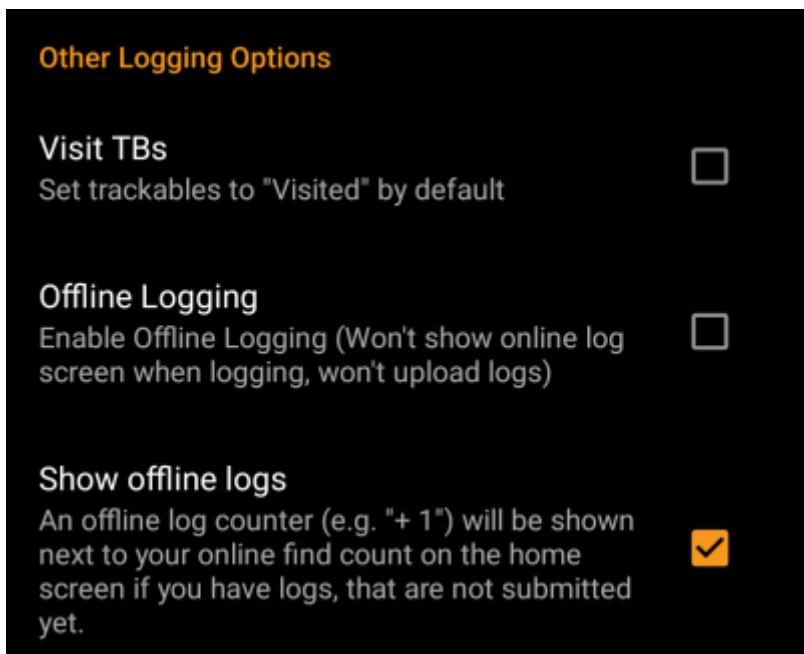 Other Logging Options
Visit TBs
Set trackables to "Visited" by default
Offline Logging
Enable Offline Logging (Won't show online log
screen when logging, won't upload logs)
Show offline logs
An offline log counter (e.g. "+ 1") will be shown
next to your online find count on the home
screen if you have logs, that are not submitted
yet.